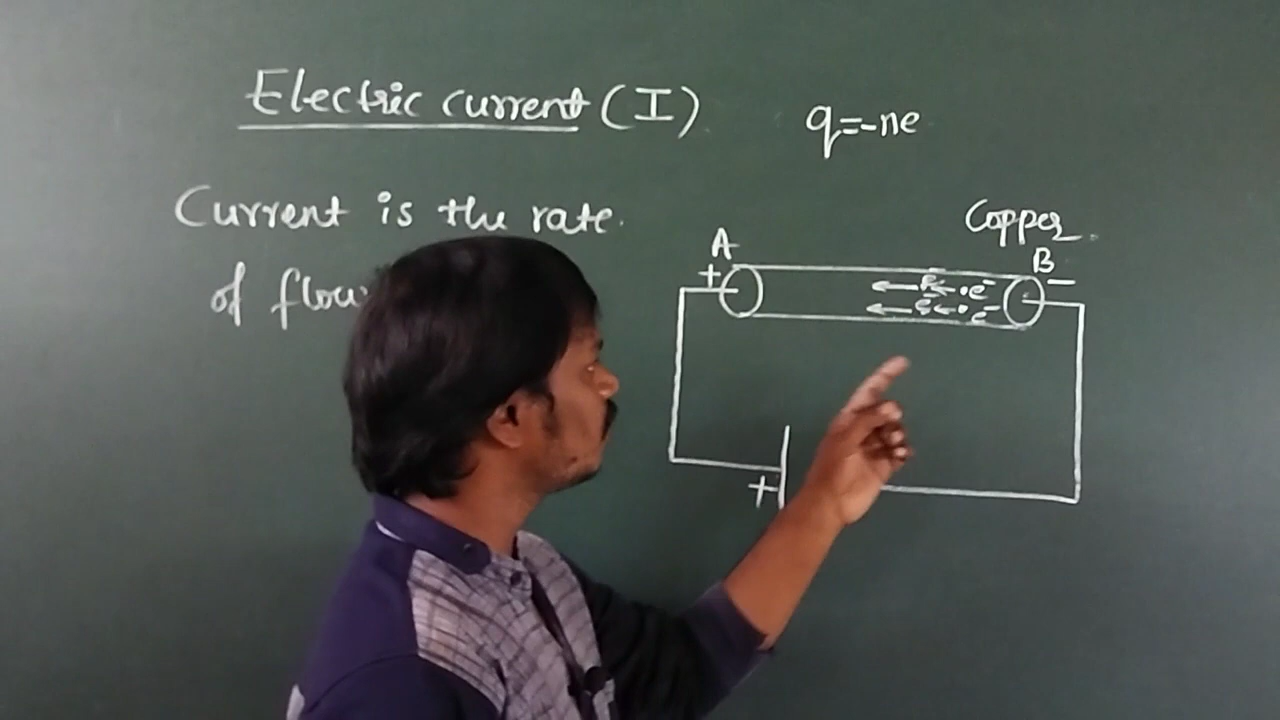 Electric current (I)
q=-ne
Current is the rate.
of flow
Copper.
A
B
+
-
← e⁻ ← • e⁻
← e⁻ ← • e⁻
+